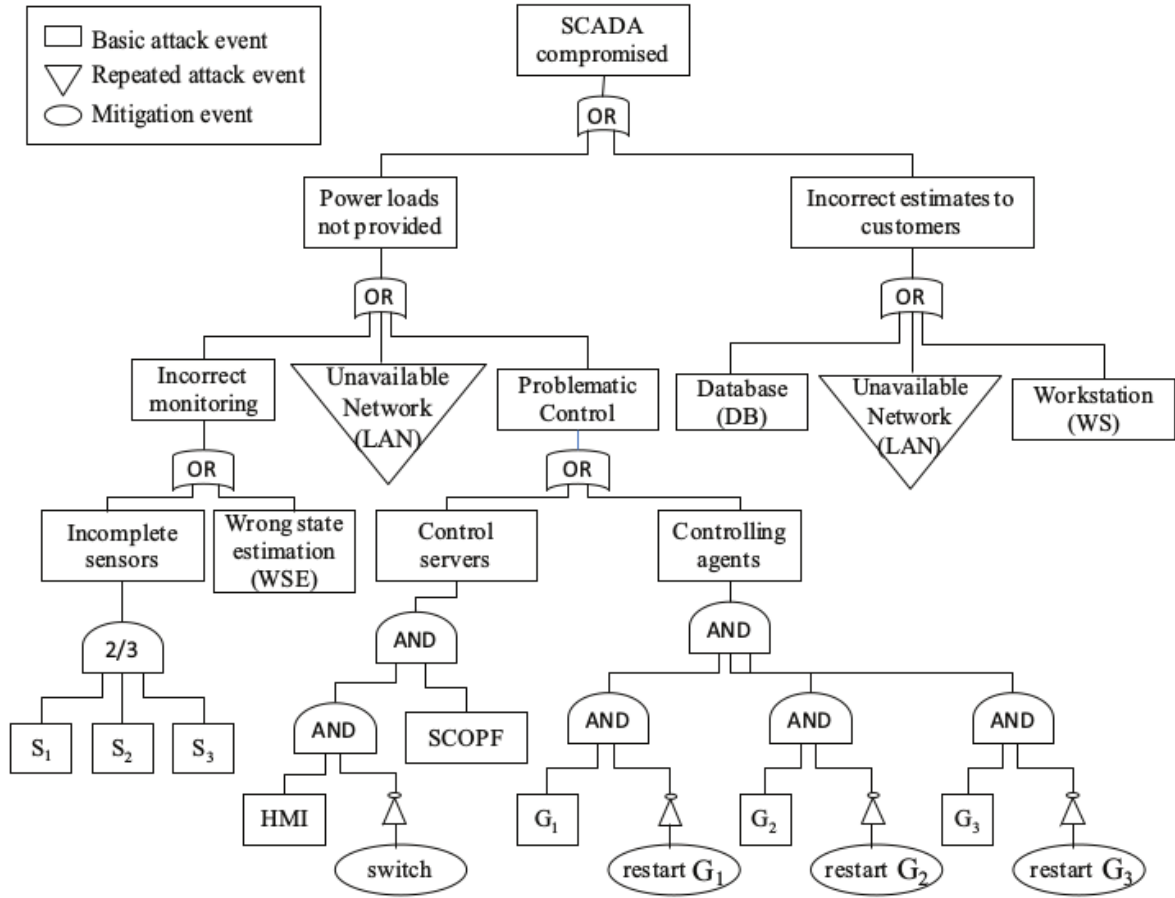 Basic attack event
Repeated attack event
Mitigation event
SCADA
compromised
OR
Power loads
not provided
Incorrect estimates to
customers
OR
OR
Incorrect
monitoring
Unavailable
Network
(LAN)
Problematic
Control
Database
(DB)
Unavailable
Network
(LAN)
Workstation
(WS)
OR
OR
Incomplete
sensors
Wrong state
estimation
(WSE)
Control
servers
Controlling
agents
2/3
AND
AND
S1
S2
S3
AND
SCOPF
AND
AND
AND
HMI
switch
G1
restart G1
G2
restart G2
G3
restart G3